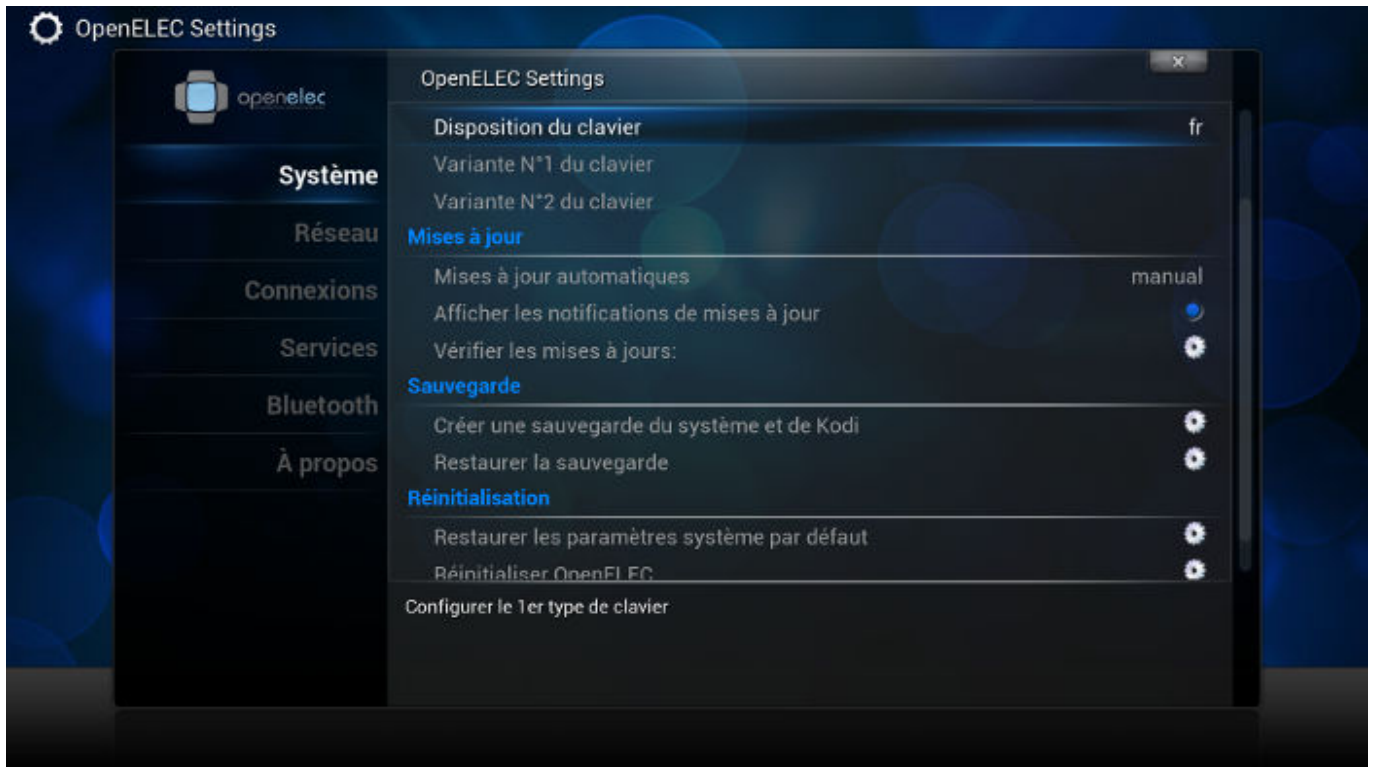 OpenELEC Settings
openelec
OpenELEC Settings
Système
Réseau
Connexions
Services
Bluetooth
À propos
Disposition du clavier fr
Variante N°1 du clavier
Variante N°2 du clavier
Mises à jour
Mises à jour automatiques manual
Afficher les notifications de mises à jour
Vérifier les mises à jours:
Sauvegarde
Créer une sauvegarde du système et de Kodi
Restaurer la sauvegarde
Réinitialisation
Restaurer les paramètres système par défaut
Réinitialiser OpenELEC
Configurer le 1er type de clavier